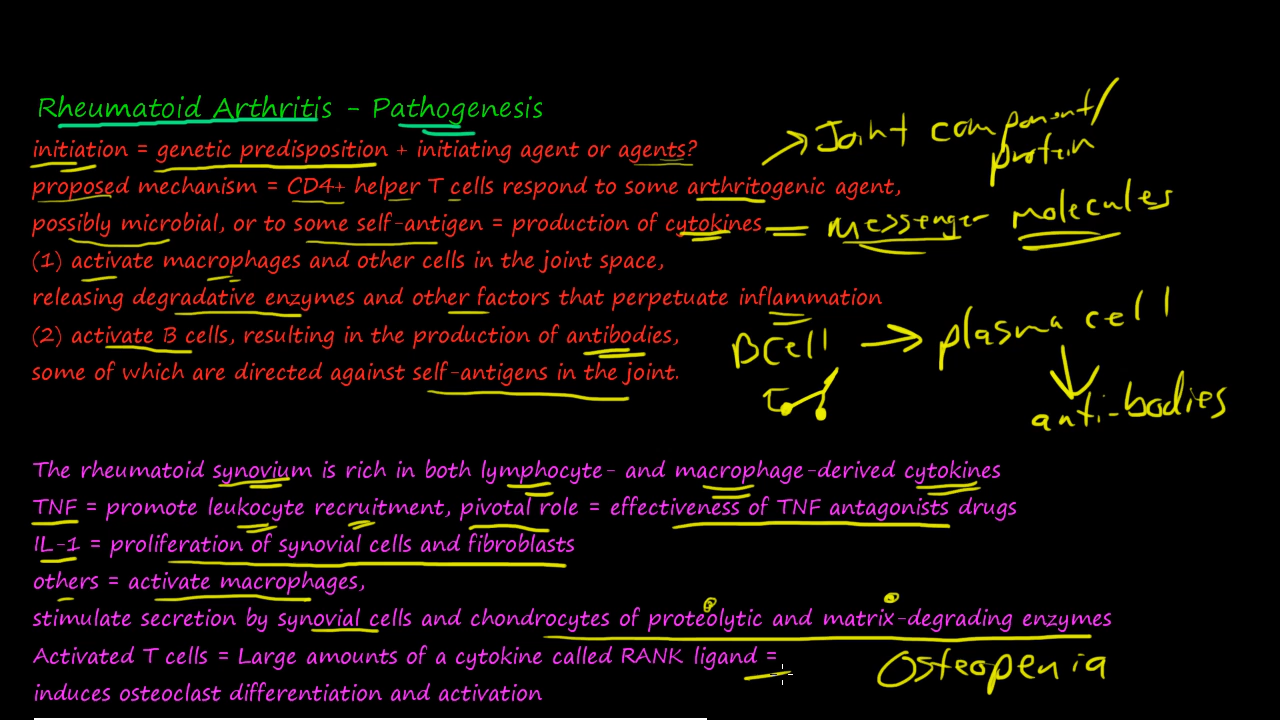 Rheumatoid Arthritis - Pathogenesis
initiation = genetic predisposition + initiating agent or agents?
proposed mechanism = CD4+ helper T cells respond to some arthritogenic agent,
possibly microbial, or to some self-antigen = production of cytokines
(1) activate macrophages and other cells in the joint space,
releasing degradative enzymes and other factors that perpetuate inflammation
(2) activate B cells, resulting in the production of antibodies,
some of which are directed against self-antigens in the joint.
Joint component/
protein
messenger molecules
B Cell → plasma cell
anti-bodies
The rheumatoid synovium is rich in both lymphocyte- and macrophage-derived cytokines
TNF = promote leukocyte recruitment, pivotal role = effectiveness of TNF antagonists drugs
IL-1 = proliferation of synovial cells and fibroblasts
others = activate macrophages,
stimulate secretion by synovial cells and chondrocytes of proteolytic and matrix-degrading enzymes
Activated T cells = Large amounts of a cytokine called RANK ligand =
Osteopenia
induces osteoclast differentiation and activation